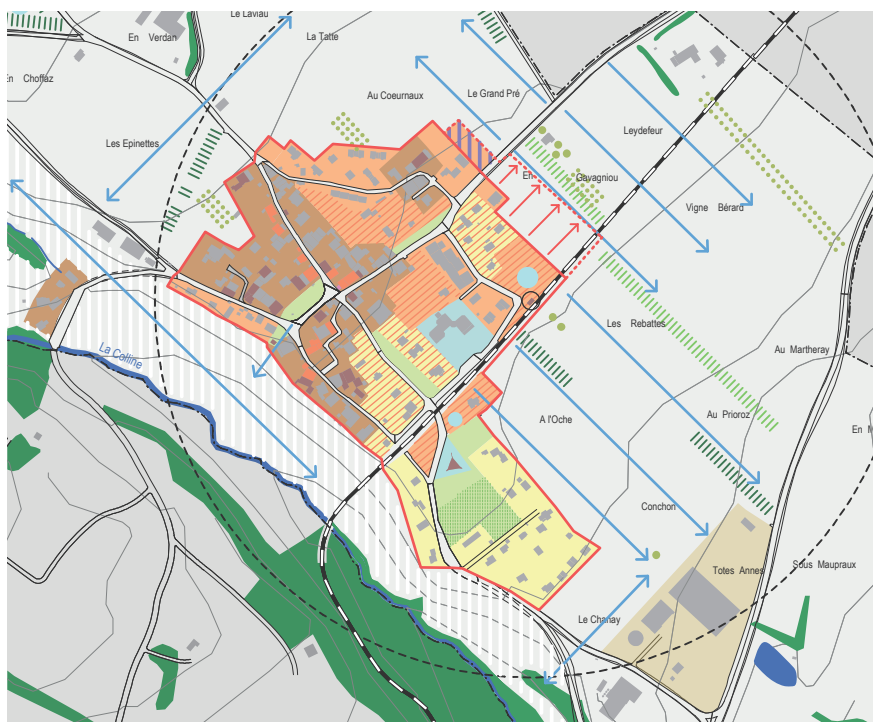 Le Laviau
En Verdan
La Tatte
En Choffaz
Au Coeurnaux
Le Grand Pré
Leydefeur
Les Epinettes
En Gavagniou
Vigne Bérard
La Colline
Les Rebattes
Au Martheray
Au Prioroz
A l'Oche
En M
Conchon
Totes Annes
Sous Maupraux
Le Chanay